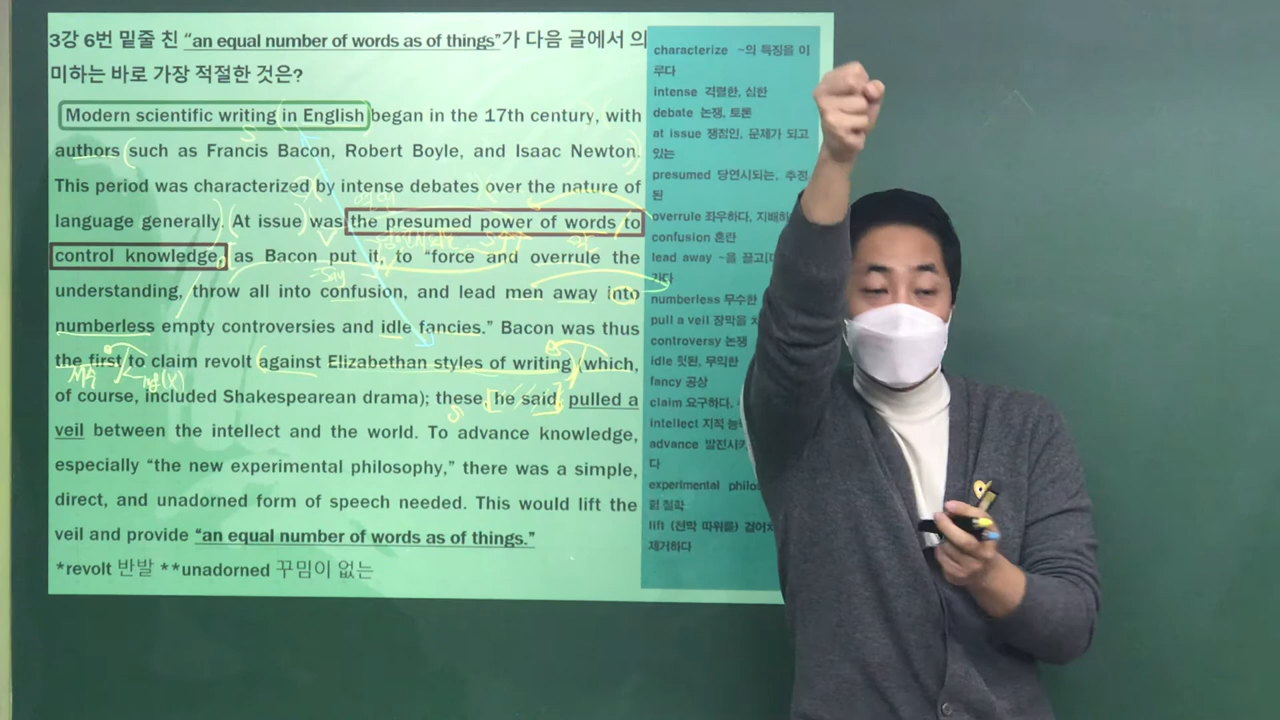 3강 6번 밑줄 친 “an equal number of words as of things”가 다음 글에서 의
미하는 바로 가장 적절한 것은?
Modern scientific writing in English began in the 17th century, with
authors such as Francis Bacon, Robert Boyle, and Isaac Newton.
This period was characterized by intense debates over the nature of
language generally. At issue was the presumed power of words to
control knowledge, as Bacon put it, to “force and overrule the
understanding, throw all into confusion, and lead men away into
numberless empty controversies and idle fancies.” Bacon was thus
the first to claim revolt against Elizabethan styles of writing (which,
of course, included Shakespearean drama); these, he said, pulled a
veil between the intellect and the world. To advance knowledge,
especially “the new experimental philosophy,” there was a simple,
direct, and unadorned form of speech needed. This would lift the
veil and provide “an equal number of words as of things.”
*revolt 반발 **unadorned 꾸밈이 없는
characterize ~의 특징을 이
루다
intense 격렬한, 심한
debate 논쟁, 토론
at issue 쟁점인, 문제가 되고
있는
presumed 당연시되는, 추정
된
overrule 좌우하다, 지배하
confusion 혼란
lead away ~을 끌고
가다
numberless 무수한
pull a veil 장막을
controversy 논쟁
idle 헛된, 무익한
fancy 공상
claim 요구하다,
intellect 지적
advance 발전시키
다
experimental
험 철학
lift (천막 따위를) 걷어
제거하다